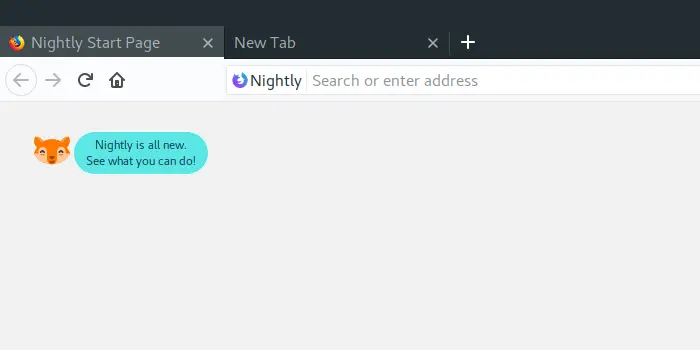 Nightly Start Page
New Tab
Nightly
Search or enter address
Nightly is all new.
See what you can do!